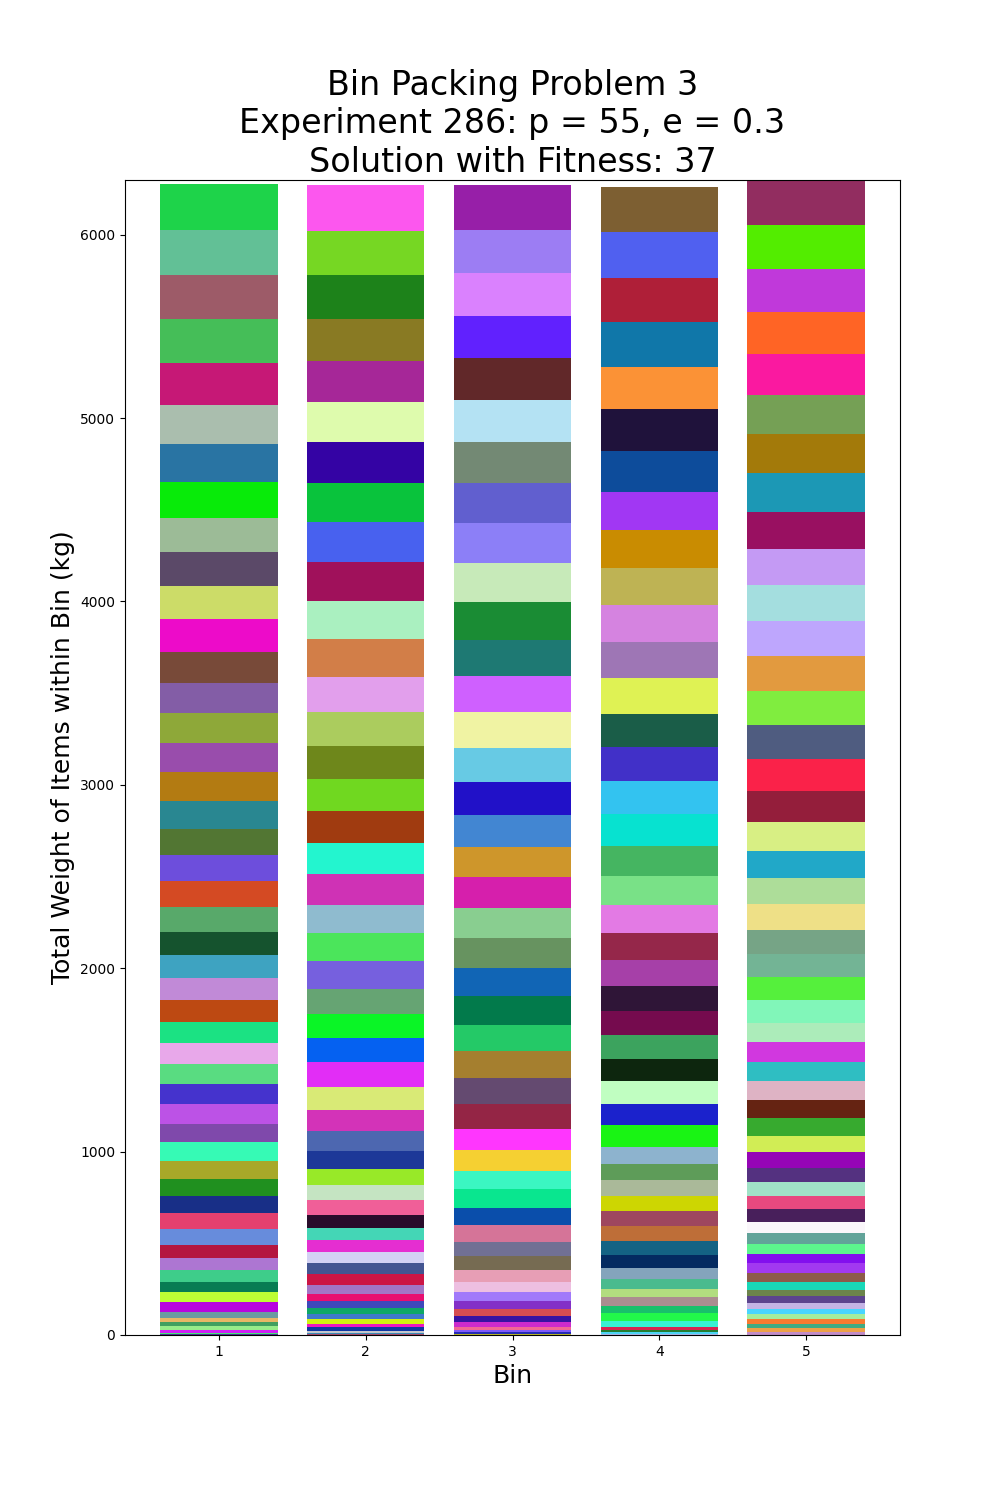 Bin Packing Problem 3
Experiment 286: p = 55, e = 0.3
Solution with Fitness: 37
Total Weight of Items within Bin (kg)
6000
5000
4000
3000
2000
1000
0
1 2 3 4 5
Bin